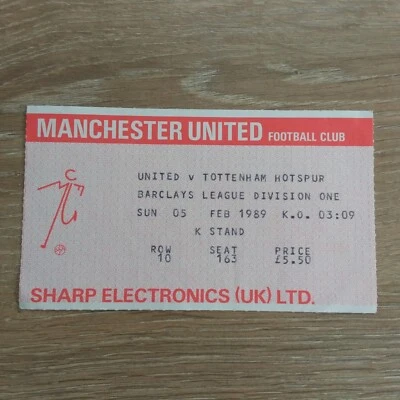 MANCHESTER UNITED FOOTBALL CLUB
UNITED V TOTTENHAM HOTSPUR
BARCLAYS LEAGUE DIVISION ONE
SUN 05 FEB 1989 K.O. 03:09
K STAND
ROW SEAT PRICE
10 163 £5.50
SHARP ELECTRONICS (UK) LTD.